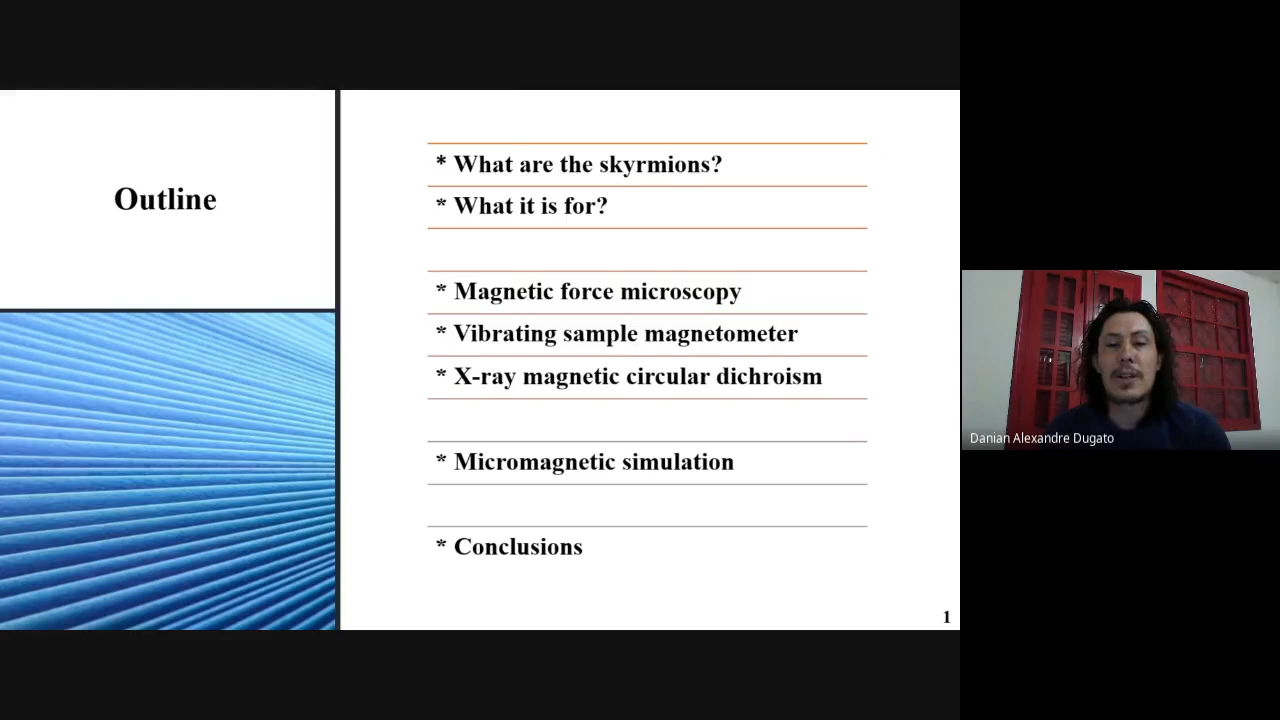 Outline
* What are the skyrmions?
* What it is for?
* Magnetic force microscopy
* Vibrating sample magnetometer
* X-ray magnetic circular dichroism
* Micromagnetic simulation
* Conclusions
1
Danian Alexandre Dugato